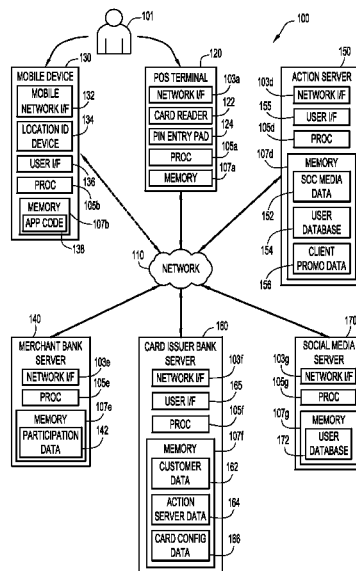 101
100
130
MOBILE DEVICE
MOBILE NETWORK I/F
132
LOCATION ID DEVICE
134
USER I/F
136
PROC
105b
MEMORY
107b
APP CODE
138
120
POS TERMINAL
NETWORK I/F
103a
CARD READER
122
PIN ENTRY PAD
124
PROC
105a
MEMORY
107a
150
ACTION SERVER
103d
NETWORK I/F
155
USER I/F
105d
PROC
107d
MEMORY
SOC MEDIA DATA
152
USER DATABASE
154
CLIENT PROMO DATA
156
110
NETWORK
140
MERCHANT BANK SERVER
NETWORK I/F
103e
PROC
105e
MEMORY
107e
PARTICIPATION DATA
142
160
CARD ISSUER BANK SERVER
NETWORK I/F
103f
USER I/F
165
PROC
105f
MEMORY
107f
CUSTOMER DATA
162
ACTION SERVER DATA
164
CARD CONFIG DATA
166
170
SOCIAL MEDIA SERVER
103g
NETWORK I/F
105g
PROC
107g
MEMORY
USER DATABASE
172